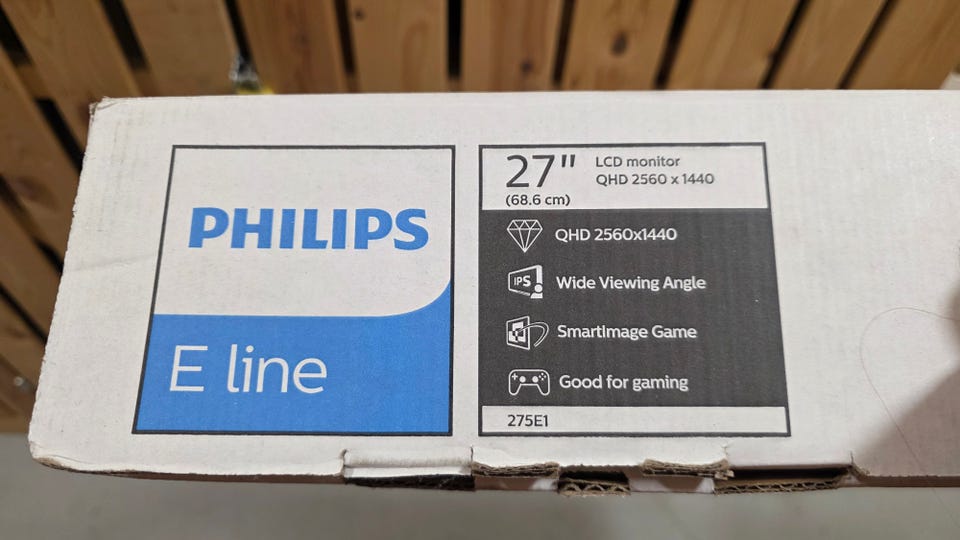 PHILIPS
E line
27"
(68.6 cm)
LCD monitor
QHD 2560 x 1440
QHD 2560x1440
IPS
Wide Viewing Angle
SmartImage Game
Good for gaming
275E1